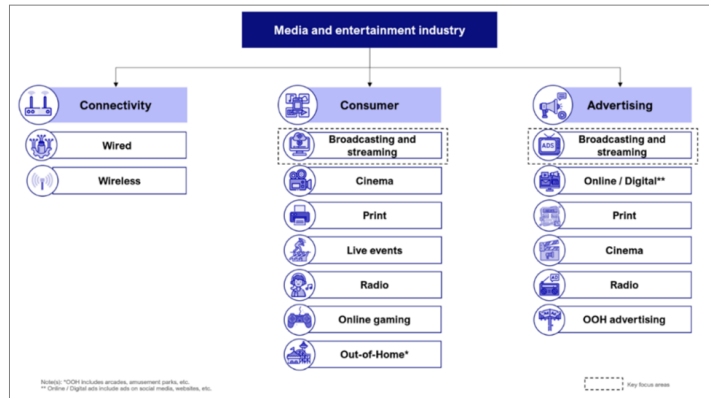 Media and entertainment industry
Connectivity
Wired
Wireless
Consumer
Broadcasting and
streaming
Cinema
Print
Live events
Radio
Online gaming
Out-of-Home*
Advertising
ADS
Broadcasting and
streaming
Online / Digital**
Print
Cinema
AD
Radio
OOH advertising
Note(s): *OOH includes arcades, amusement parks, etc.
** Online / Digital ads include ads on social media, websites, etc.
Key focus areas